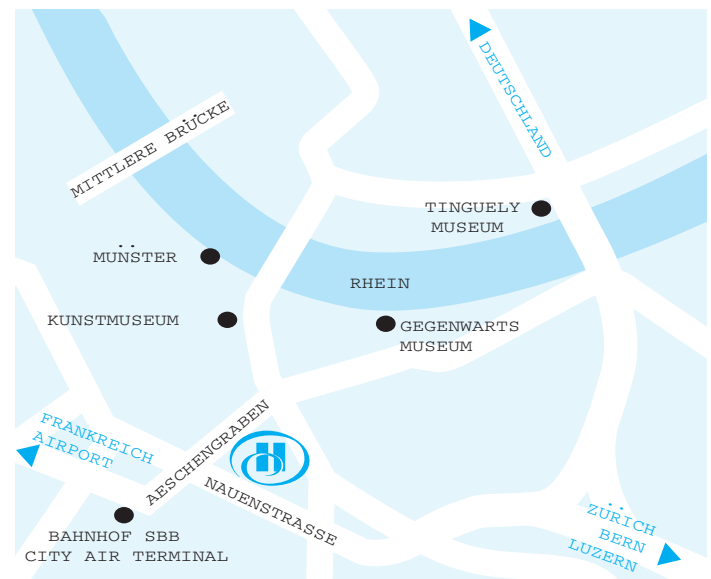 DEUTSCHLAND
MITTLERE BRÜCKE
TINGUELY
MUSEUM
MÜNSTER
RHEIN
KUNSTMUSEUM
GEGENWARTS
MUSEUM
FRANKREICH
AIRPORT
AESCHENGRABEN
NAUENSTRASSE
BAHNHOF SBB
CITY AIR TERMINAL
ZÜRICH
BERN
LUZERN